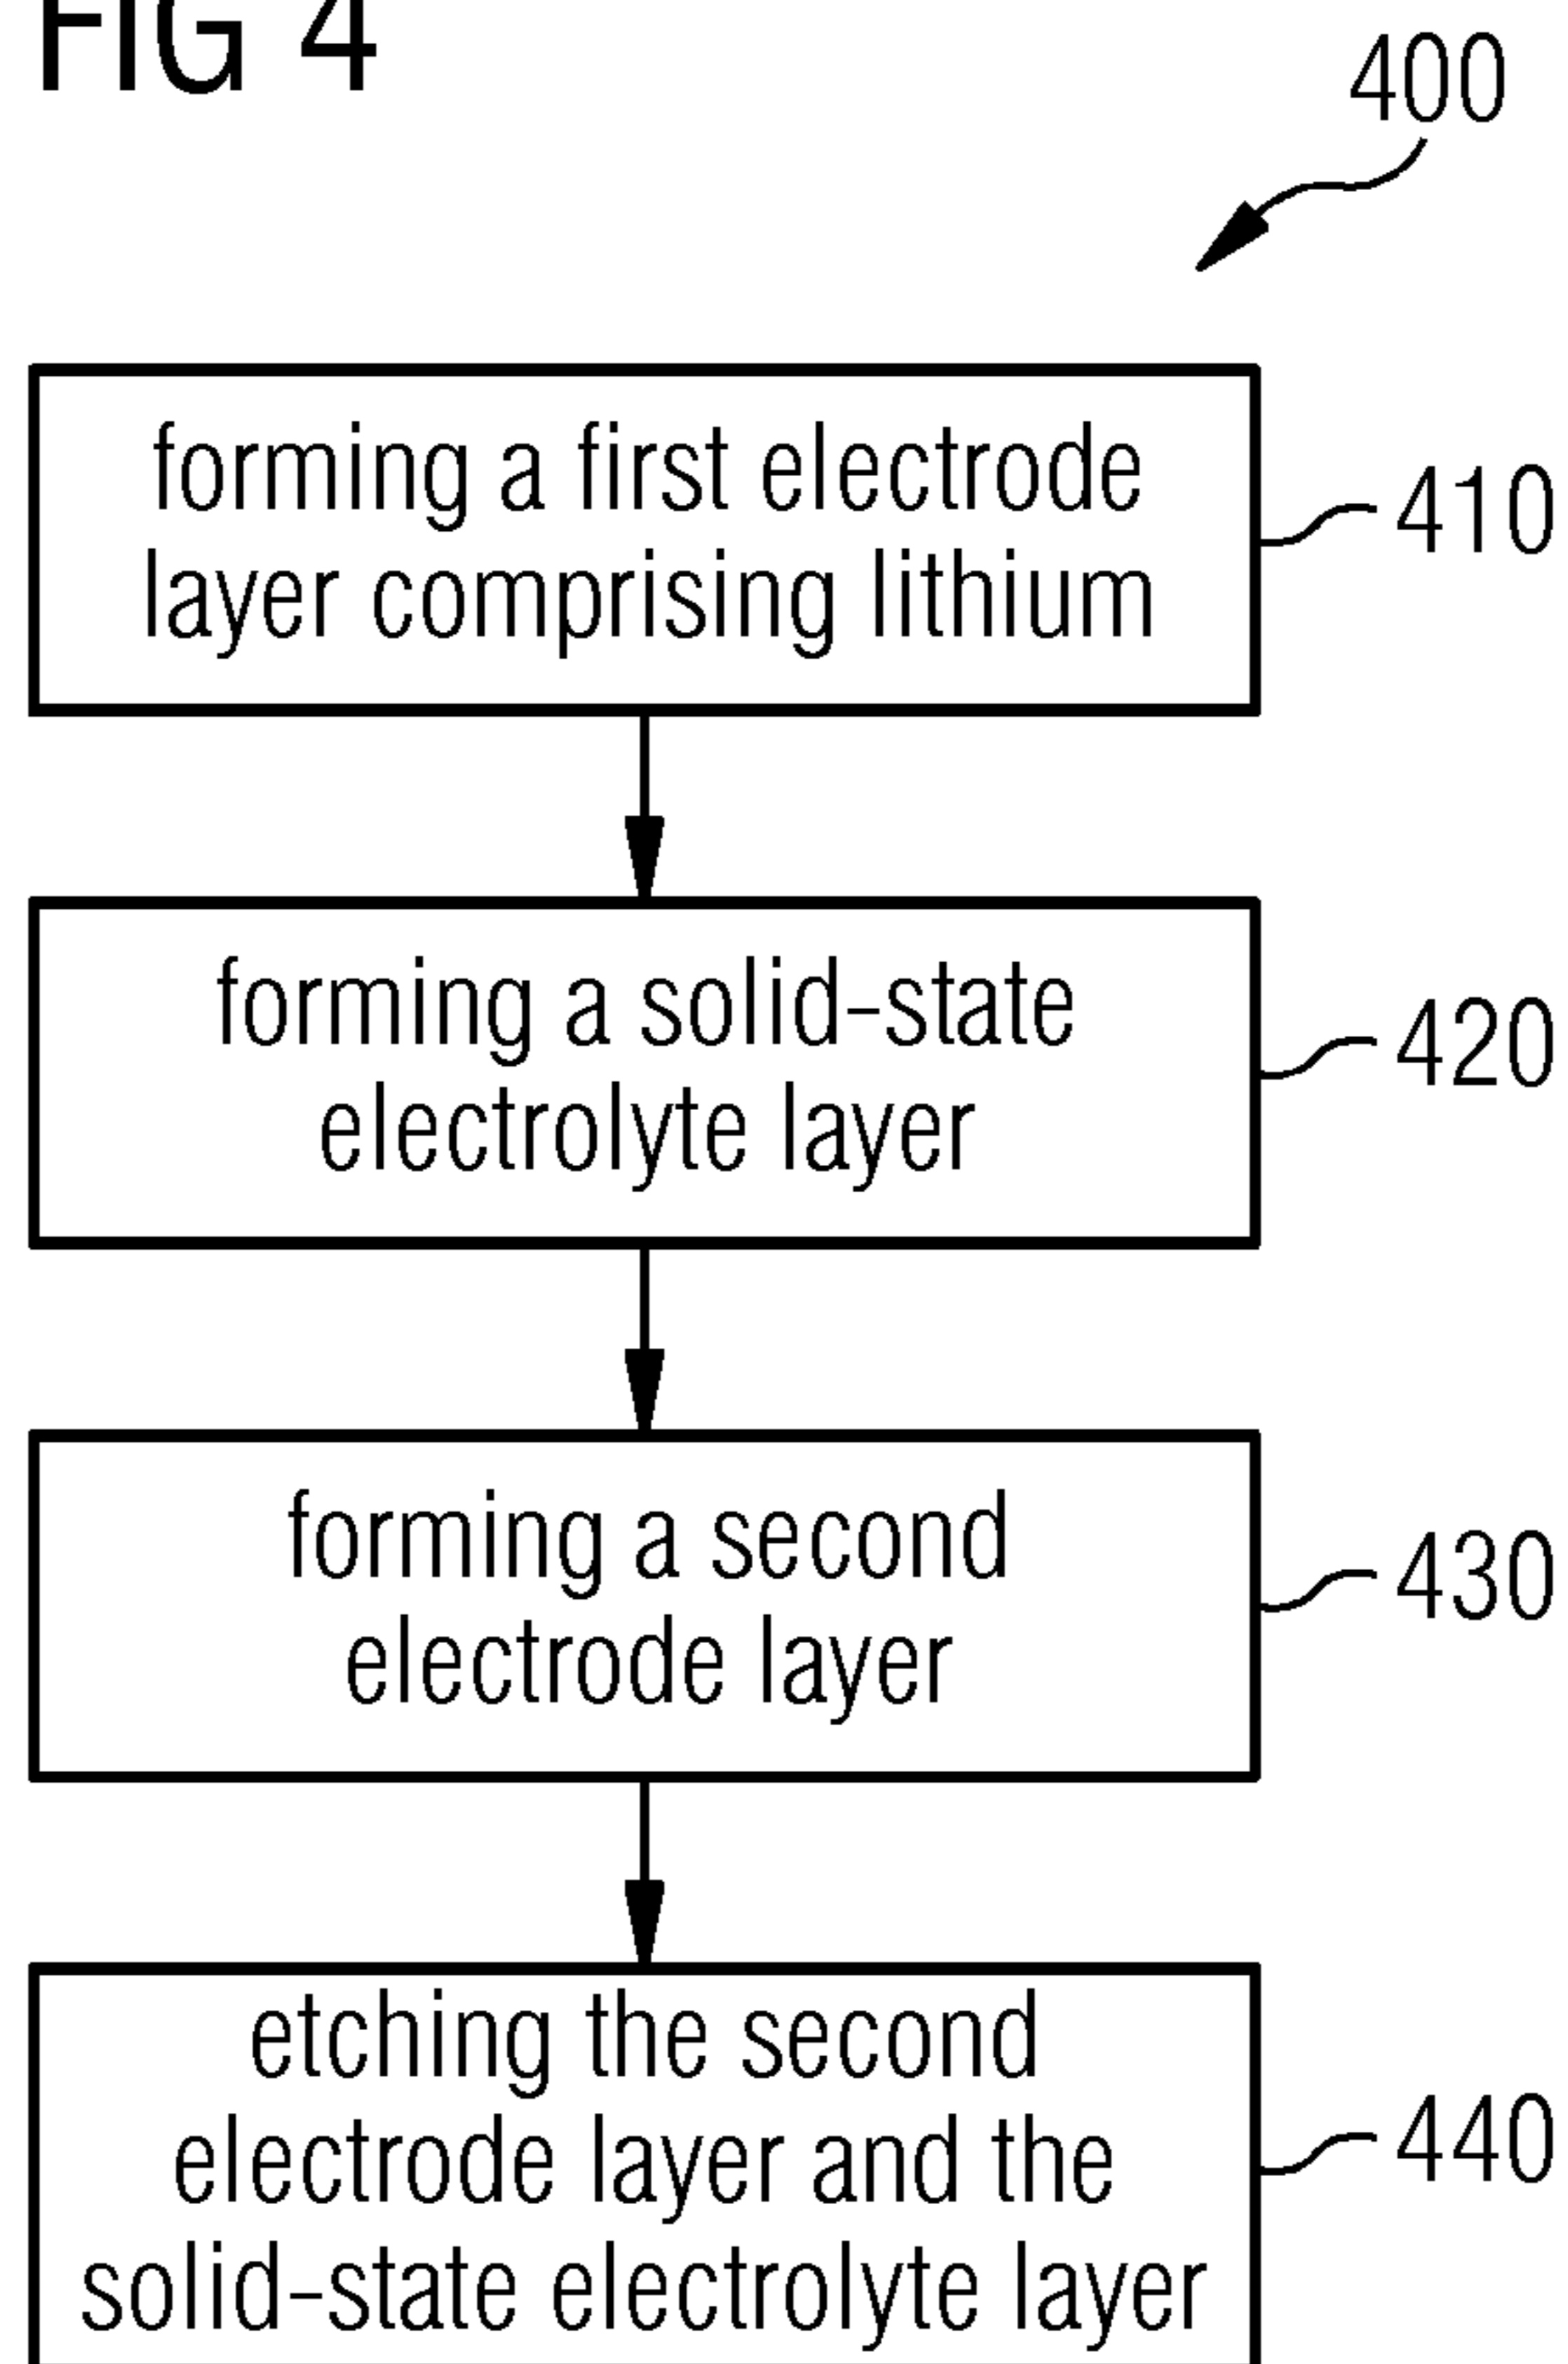 FIG 4
400
forming a first electrode
layer comprising lithium
410
forming a solid-state
electrolyte layer
420
forming a second
electrode layer
430
etching the second
electrode layer and the
solid-state electrolyte layer
440